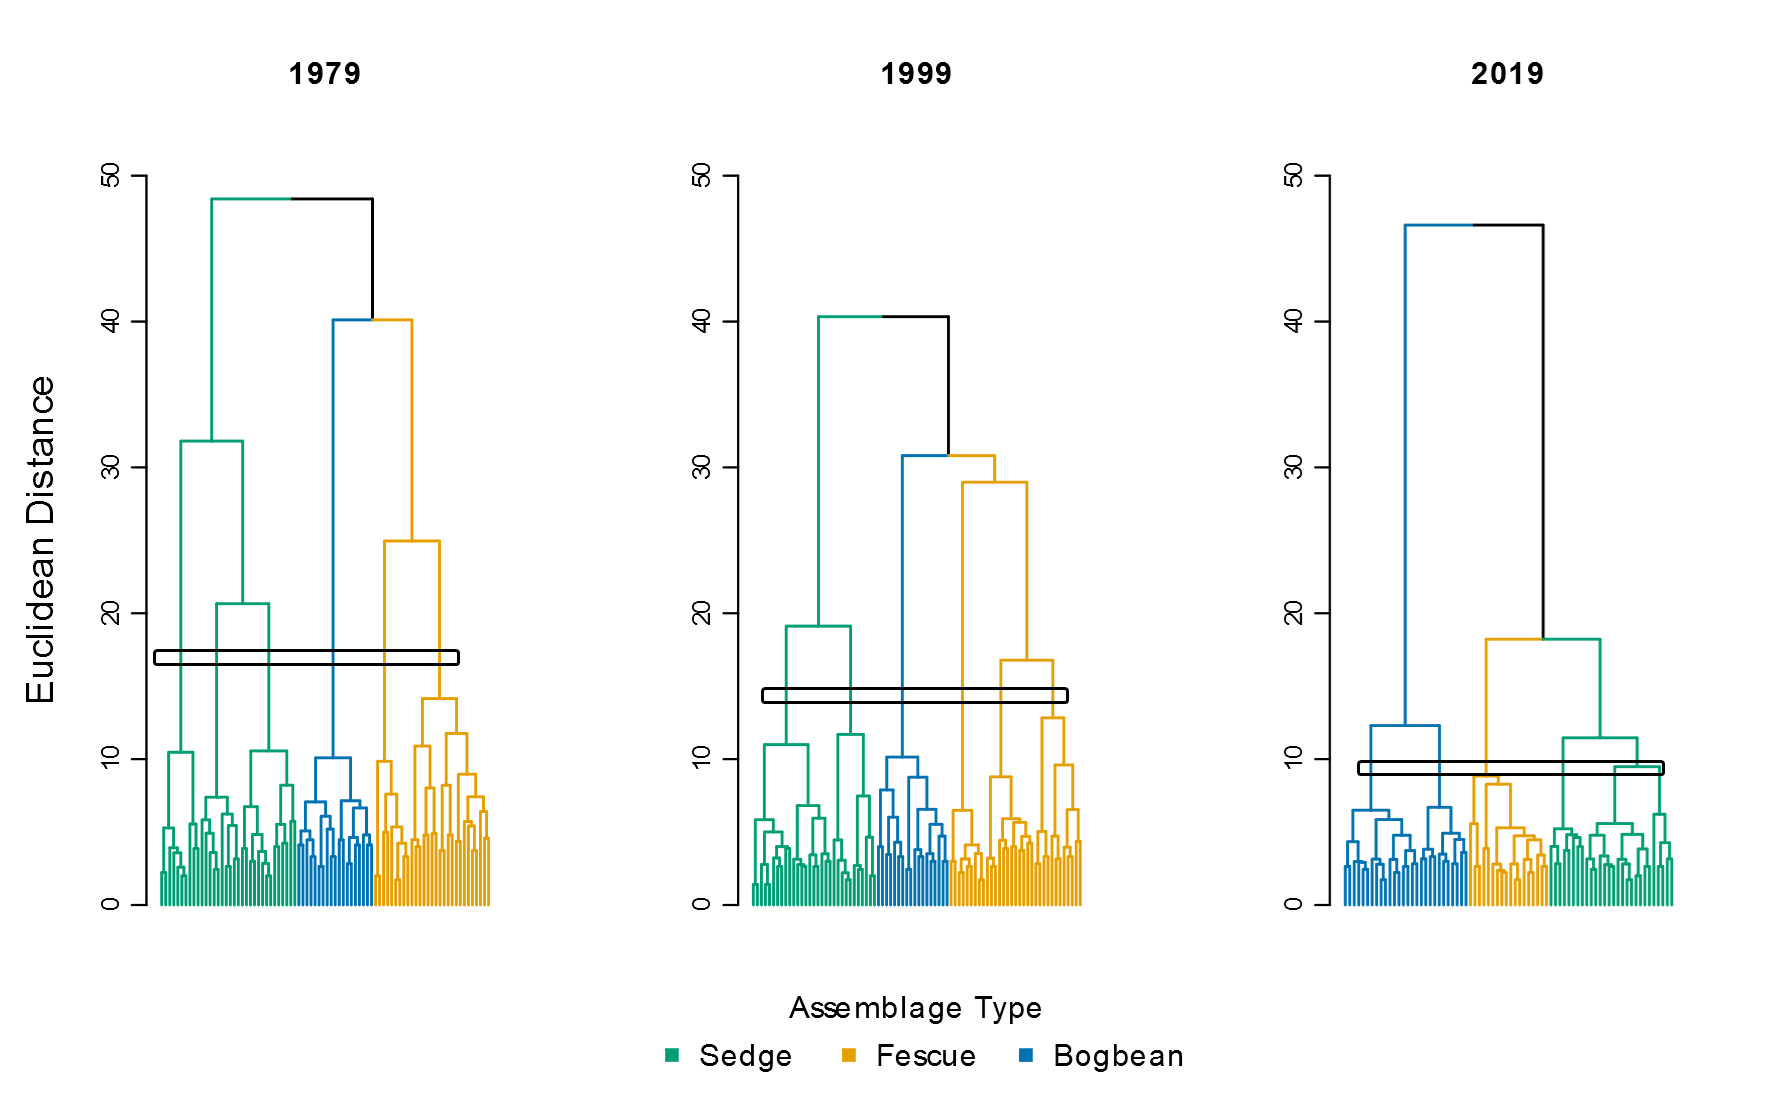 1979 1999 2019
Euclidean Distance
50 50 50
40 40 40
30 30 30
20 20 20
10 10 10
0 0 0
Assemblage Type
Sedge Fescue Bogbean